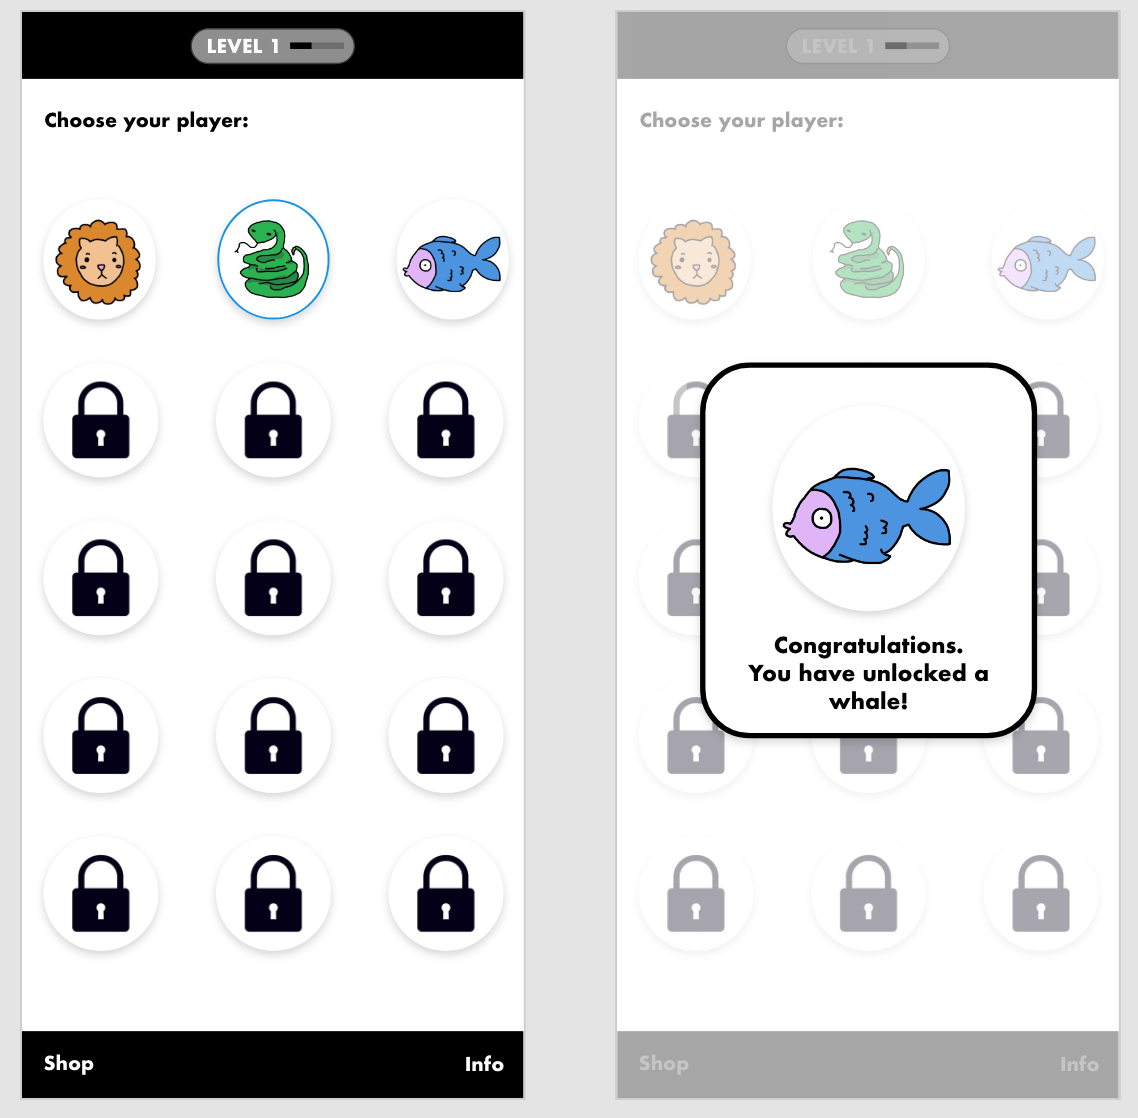 LEVEL 1
Choose your player:
Shop
Info
LEVEL 1
Choose your player:
Congratulations.
You have unlocked a
whale!
Shop
Info